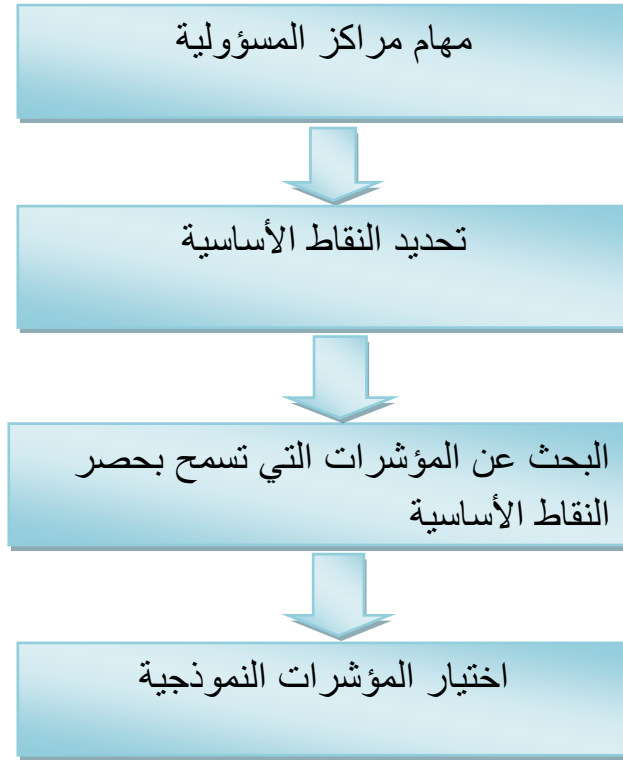 مهام مراكز المسؤولية
تحديد النقاط الأساسية
البحث عن المؤشرات التي تسمح بحصر
النقاط الأساسية
اختيار المؤشرات النموذجية